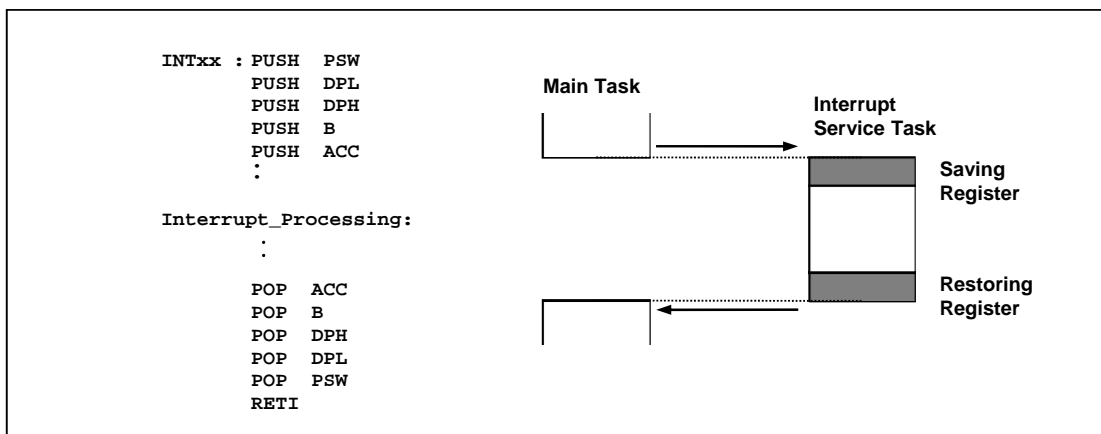 INTxx : PUSH PSW
PUSH DPL
PUSH DPH
PUSH B
PUSH ACC
:
Interrupt_Processing:
:
POP ACC
POP B
POP DPH
POP DPL
POP PSW
RETI
Main Task
Interrupt
Service Task
Saving
Register
Restoring
Register